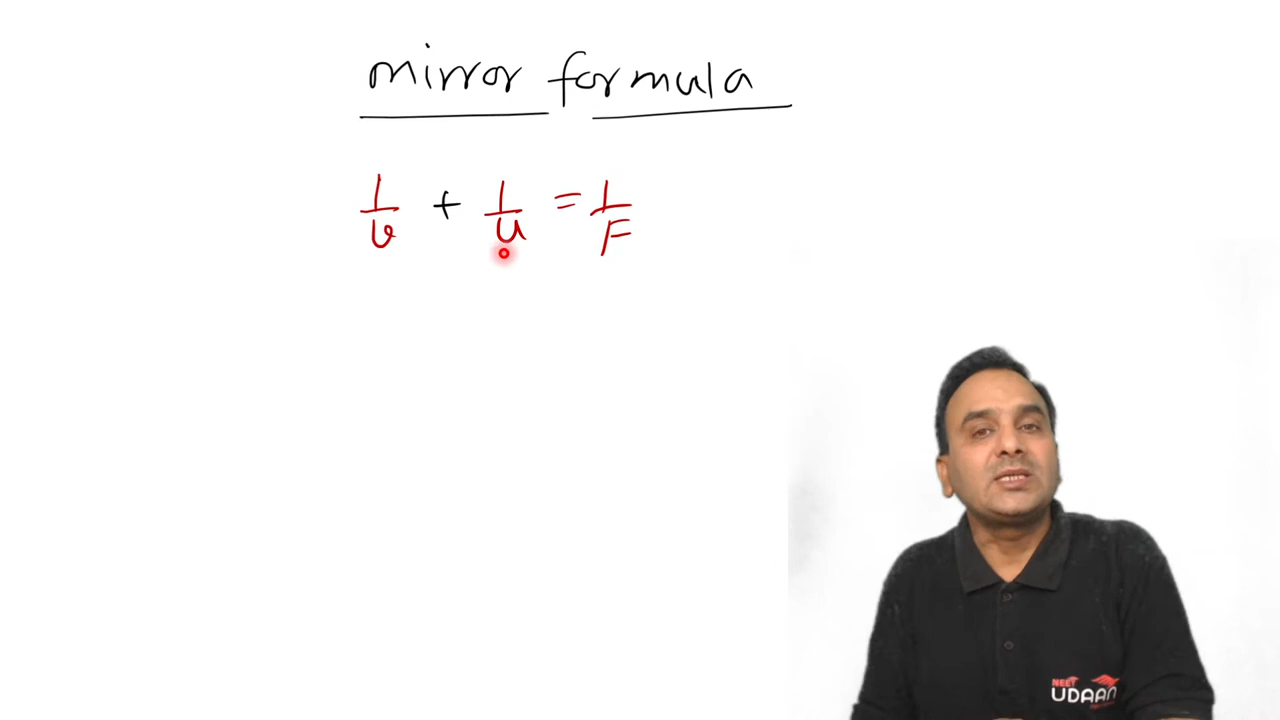 mirror formula
1/v + 1/u = 1/F
NEET
UDAAN